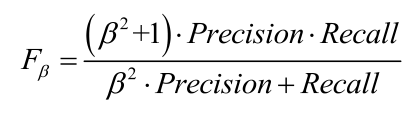 F_β = (β²+1)·Precision·Recall / β²·Precision+Recall